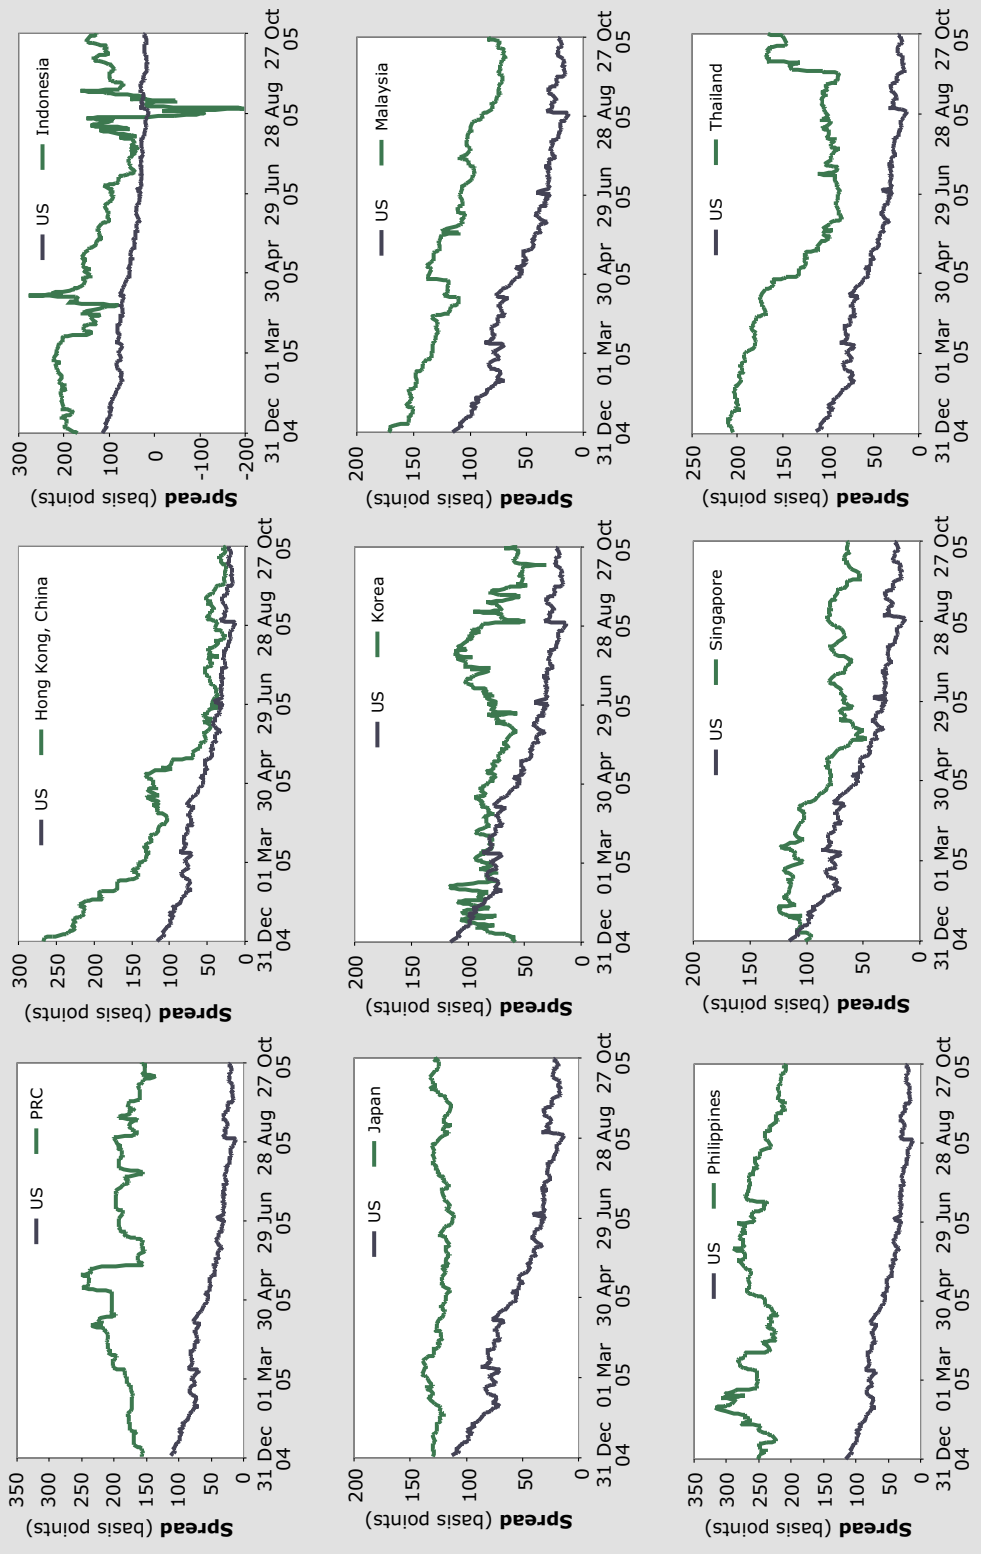 US PRC
Spread (basis points)
350
300
250
200
150
100
50
0
31 Dec 01 Mar 30 Apr 29 Jun 28 Aug 27 Oct
04 05 05 05 05 05
US Hong Kong, China
Spread (basis points)
300
250
200
150
100
50
0
31 Dec 01 Mar 30 Apr 29 Jun 28 Aug 27 Oct
04 05 05 05 05 05
US Indonesia
Spread (basis points)
300
200
100
0
-100
-200
31 Dec 01 Mar 30 Apr 29 Jun 28 Aug 27 Oct
04 05 05 05 05 05
US Japan
Spread (basis points)
200
150
100
50
0
31 Dec 01 Mar 30 Apr 29 Jun 28 Aug 27 Oct
04 05 05 05 05 05
US Korea
Spread (basis points)
200
150
100
50
0
31 Dec 01 Mar 30 Apr 29 Jun 28 Aug 27 Oct
04 05 05 05 05 05
US Malaysia
Spread (basis points)
200
150
100
50
0
31 Dec 01 Mar 30 Apr 29 Jun 28 Aug 27 Oct
04 05 05 05 05 05
US Philippines
Spread (basis points)
350
300
250
200
150
100
50
0
31 Dec 01 Mar 30 Apr 29 Jun 28 Aug 27 Oct
04 05 05 05 05 05
US Singapore
Spread (basis points)
200
150
100
50
0
31 Dec 01 Mar 30 Apr 29 Jun 28 Aug 27 Oct
04 05 05 05 05 05
US Thailand
Spread (basis points)
250
200
150
100
50
0
31 Dec 01 Mar 30 Apr 29 Jun 28 Aug 27 Oct
04 05 05 05 05 05